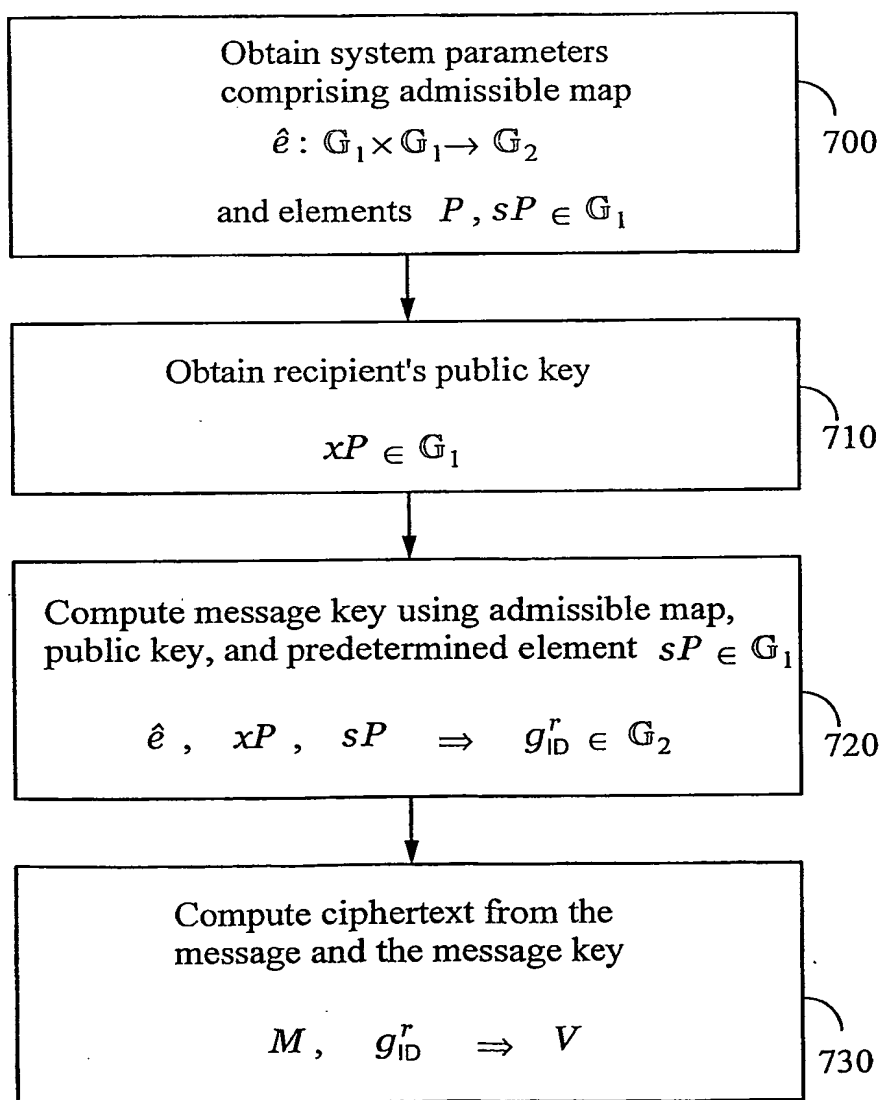 Obtain system parameters
comprising admissible map
ê : 𝔾₁ × 𝔾₁ → 𝔾₂
and elements P , sP ∈ 𝔾₁
700
Obtain recipient's public key
xP ∈ 𝔾₁
710
Compute message key using admissible map,
public key, and predetermined element sP ∈ 𝔾₁
ê , xP , sP ⇒ g_ID^r ∈ 𝔾₂
720
Compute ciphertext from the
message and the message key
M , g_ID^r ⇒ V
730